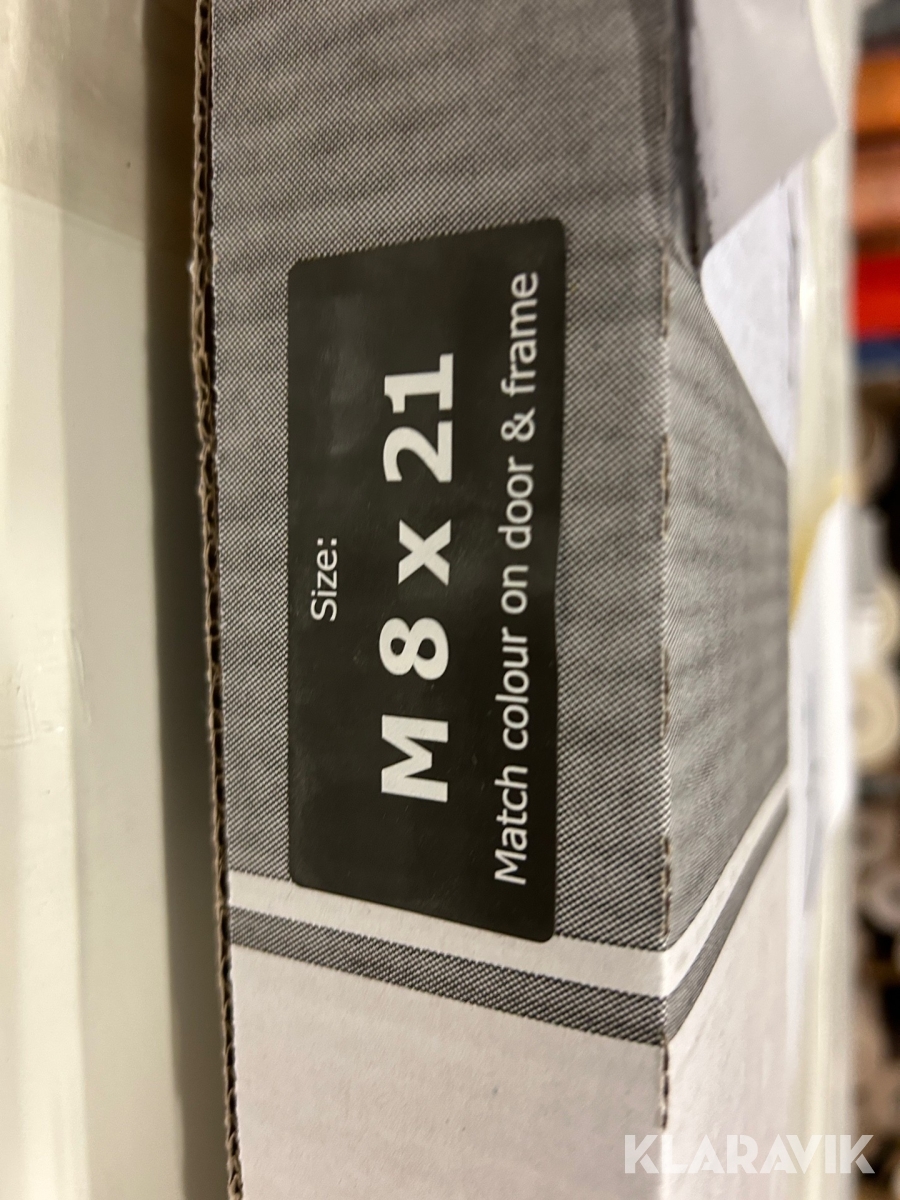 Size:
M 8 x 21
Match colour on door & frame
KLARAVIK